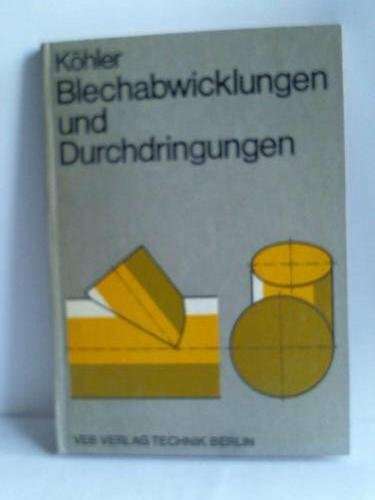 Köhler
Blechabwicklungen
und
Durchdringungen
VEB VERLAG TECHNIK BERLIN